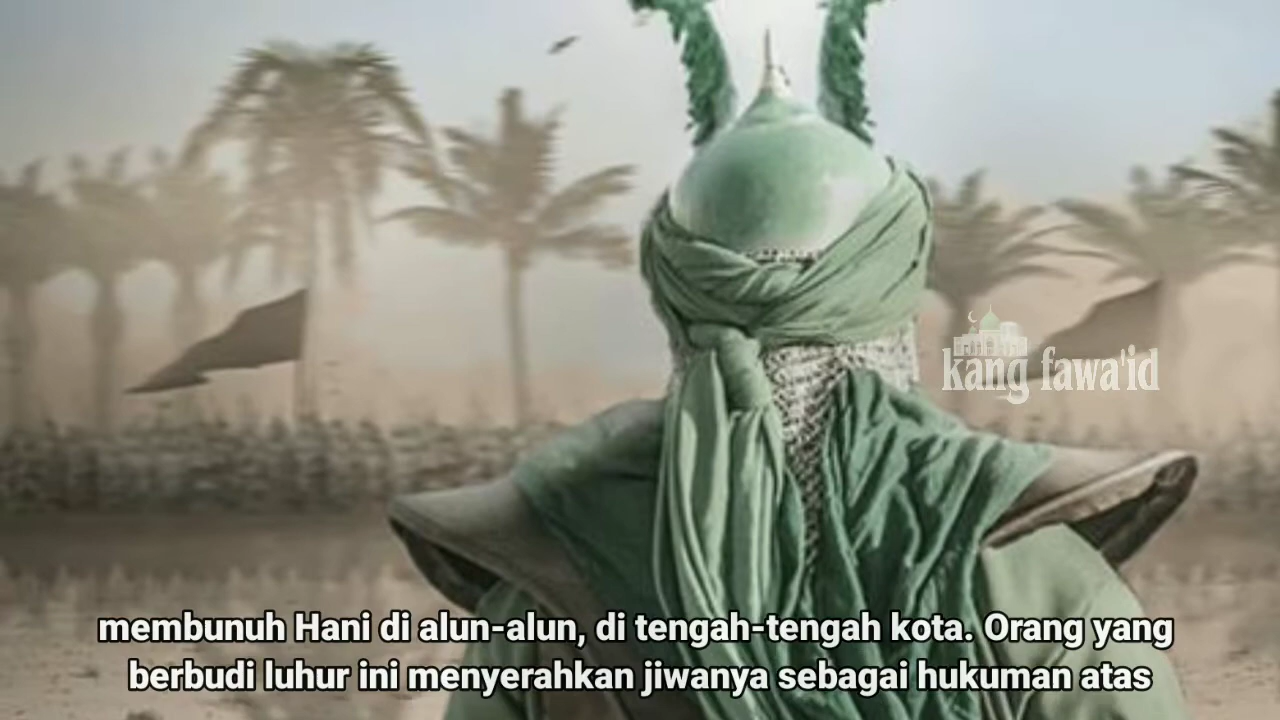 kang fawa'id
membunuh Hani di alun-alun, di tengah-tengah kota. Orang yang
berbudi luhur ini menyerahkan jiwanya sebagai hukuman atas